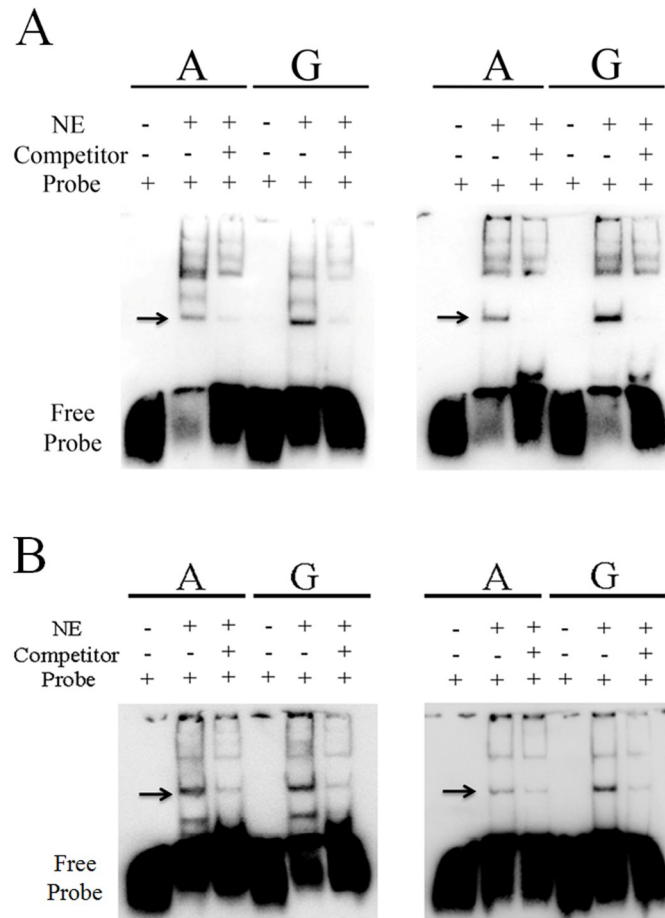 A
A G A G
NE - + + - + + - + + - + +
Competitor - - + - - + - - + - - +
Probe + + + + + + + + + + + +
Free
Probe
B
A G A G
NE - + + - + + - + + - + +
Competitor - - + - - + - - + - - +
Probe + + + + + + + + + + + +
Free
Probe